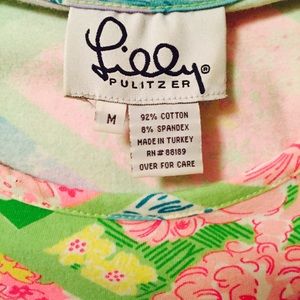 Lilly®
PULITZER
M
92% COTTON
8% SPANDEX
MADE IN TURKEY
RN# 88189
OVER FOR CARE